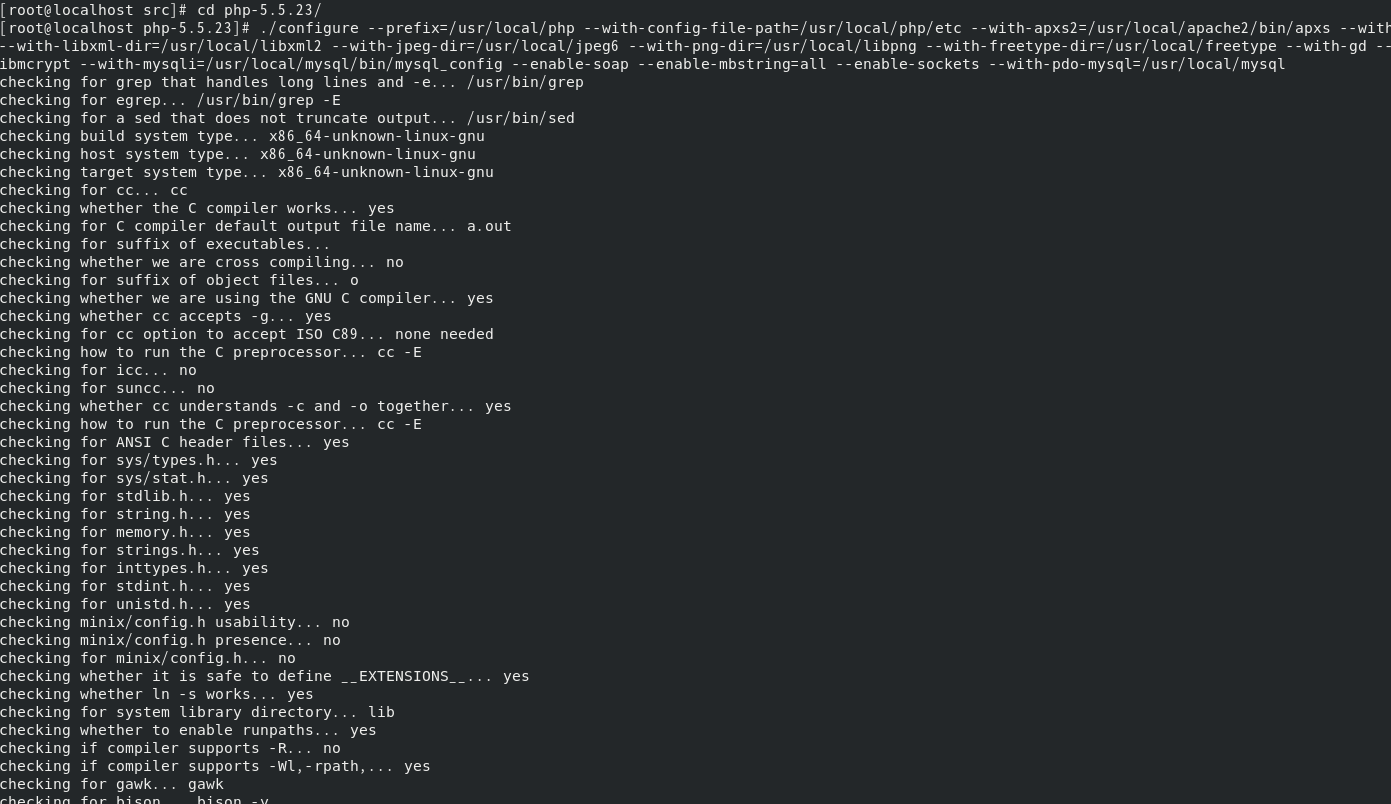 [root@localhost src]# cd php-5.5.23/
[root@localhost php-5.5.23]# ./configure --prefix=/usr/local/php --with-config-file-path=/usr/local/php/etc --with-apxs2=/usr/local/apache2/bin/apxs --with
--with-libxml-dir=/usr/local/libxml2 --with-jpeg-dir=/usr/local/jpeg6 --with-png-dir=/usr/local/libpng --with-freetype-dir=/usr/local/freetype --with-gd --
ibmcrypt --with-mysqli=/usr/local/mysql/bin/mysql_config --enable-soap --enable-mbstring=all --enable-sockets --with-pdo-mysql=/usr/local/mysql
checking for grep that handles long lines and -e... /usr/bin/grep
checking for egrep... /usr/bin/grep -E
checking for a sed that does not truncate output... /usr/bin/sed
checking build system type... x86_64-unknown-linux-gnu
checking host system type... x86_64-unknown-linux-gnu
checking target system type... x86_64-unknown-linux-gnu
checking for cc... cc
checking whether the C compiler works... yes
checking for C compiler default output file name... a.out
checking for suffix of executables...
checking whether we are cross compiling... no
checking for suffix of object files... o
checking whether we are using the GNU C compiler... yes
checking whether cc accepts -g... yes
checking for cc option to accept ISO C89... none needed
checking how to run the C preprocessor... cc -E
checking for icc... no
checking for suncc... no
checking whether cc understands -c and -o together... yes
checking how to run the C preprocessor... cc -E
checking for ANSI C header files... yes
checking for sys/types.h... yes
checking for sys/stat.h... yes
checking for stdlib.h... yes
checking for string.h... yes
checking for memory.h... yes
checking for strings.h... yes
checking for inttypes.h... yes
checking for stdint.h... yes
checking for unistd.h... yes
checking minix/config.h usability... no
checking minix/config.h presence... no
checking for minix/config.h... no
checking whether it is safe to define __EXTENSIONS__... yes
checking whether ln -s works... yes
checking for system library directory... lib
checking whether to enable runpaths... yes
checking if compiler supports -R... no
checking if compiler supports -Wl,-rpath,... yes
checking for gawk... gawk
checking for bison... bison -y